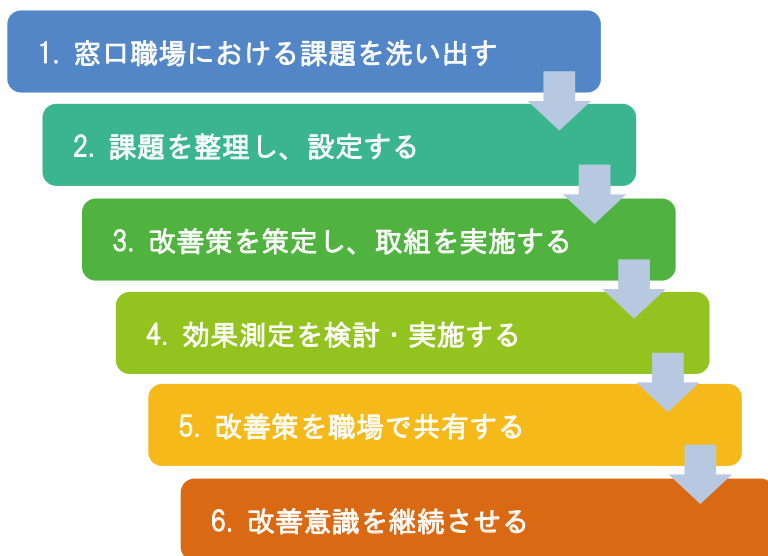 1. 窓口職場における課題を洗い出す
2. 課題を整理し、設定する
3. 改善策を策定し、取組を実施する
4. 効果測定を検討・実施する
5. 改善策を職場で共有する
6. 改善意識を継続させる